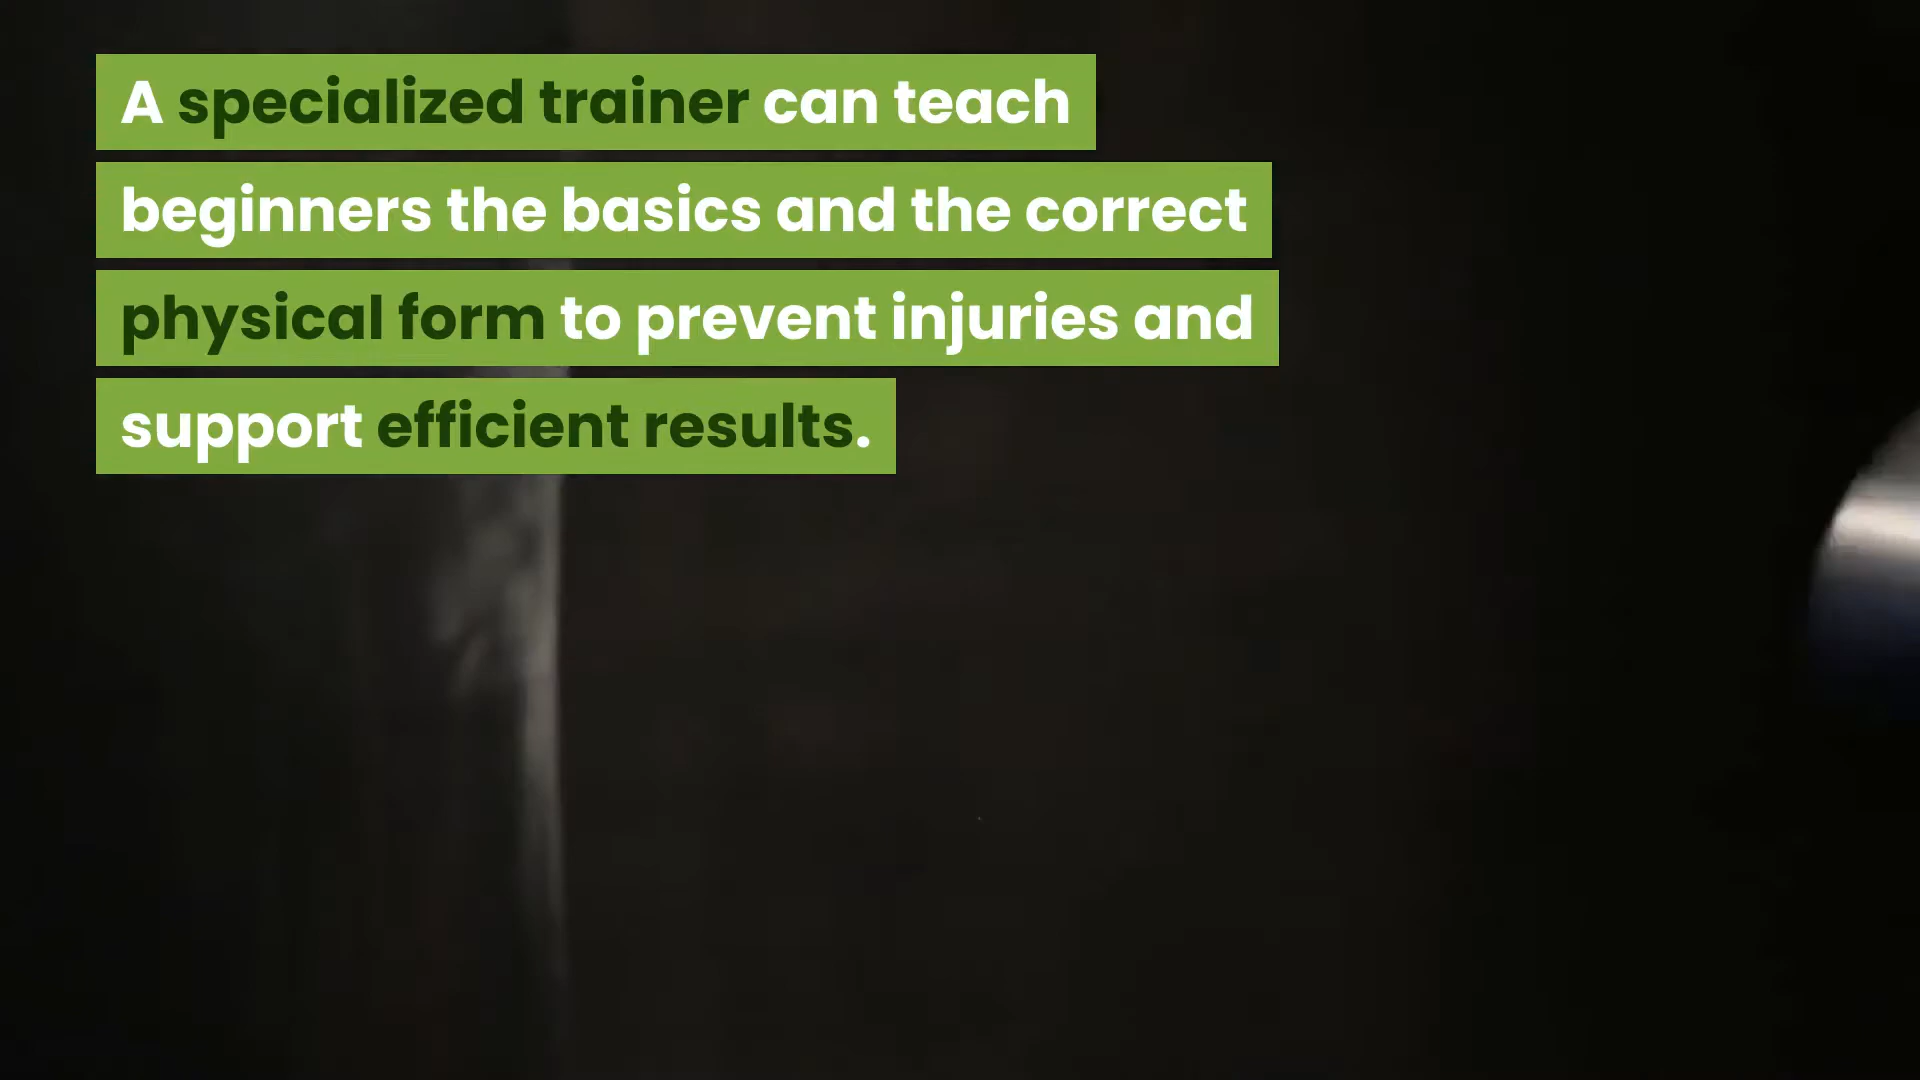 A specialized trainer can teach
beginners the basics and the correct
physical form to prevent injuries and
support efficient results.